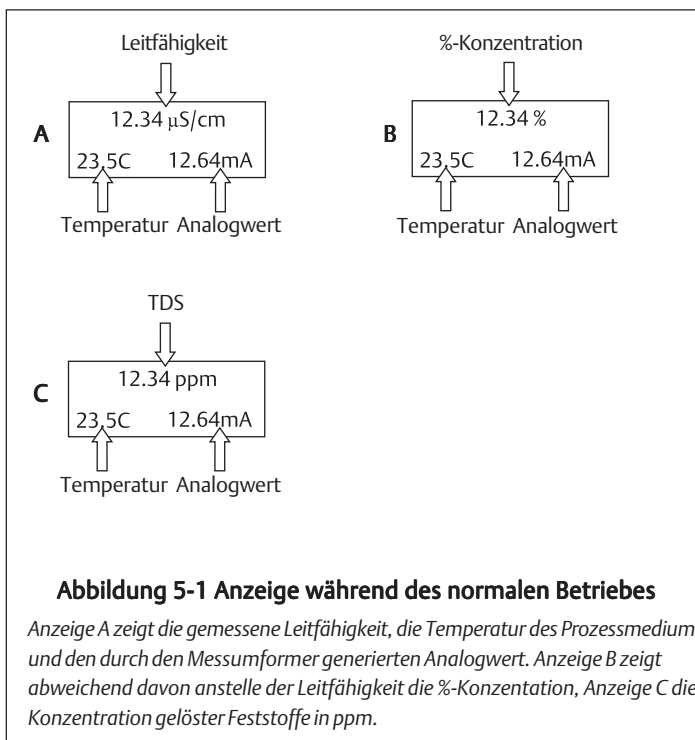 Leitfähigkeit
%-Konzentration
A
12.34 µS/cm
23.5C 12.64mA
Temperatur Analogwert
B
12.34 %
23.5C 12.64mA
Temperatur Analogwert
TDS
C
12.34 ppm
23.5C 12.64mA
Temperatur Analogwert
Abbildung 5-1 Anzeige während des normalen Betriebes
Anzeige A zeigt die gemessene Leitfähigkeit, die Temperatur des Prozessmedium
und den durch den Messumformer generierten Analogwert. Anzeige B zeigt
abweichend davon anstelle der Leitfähigkeit die %-Konzentation, Anzeige C die
Konzentration gelöster Feststoffe in ppm.